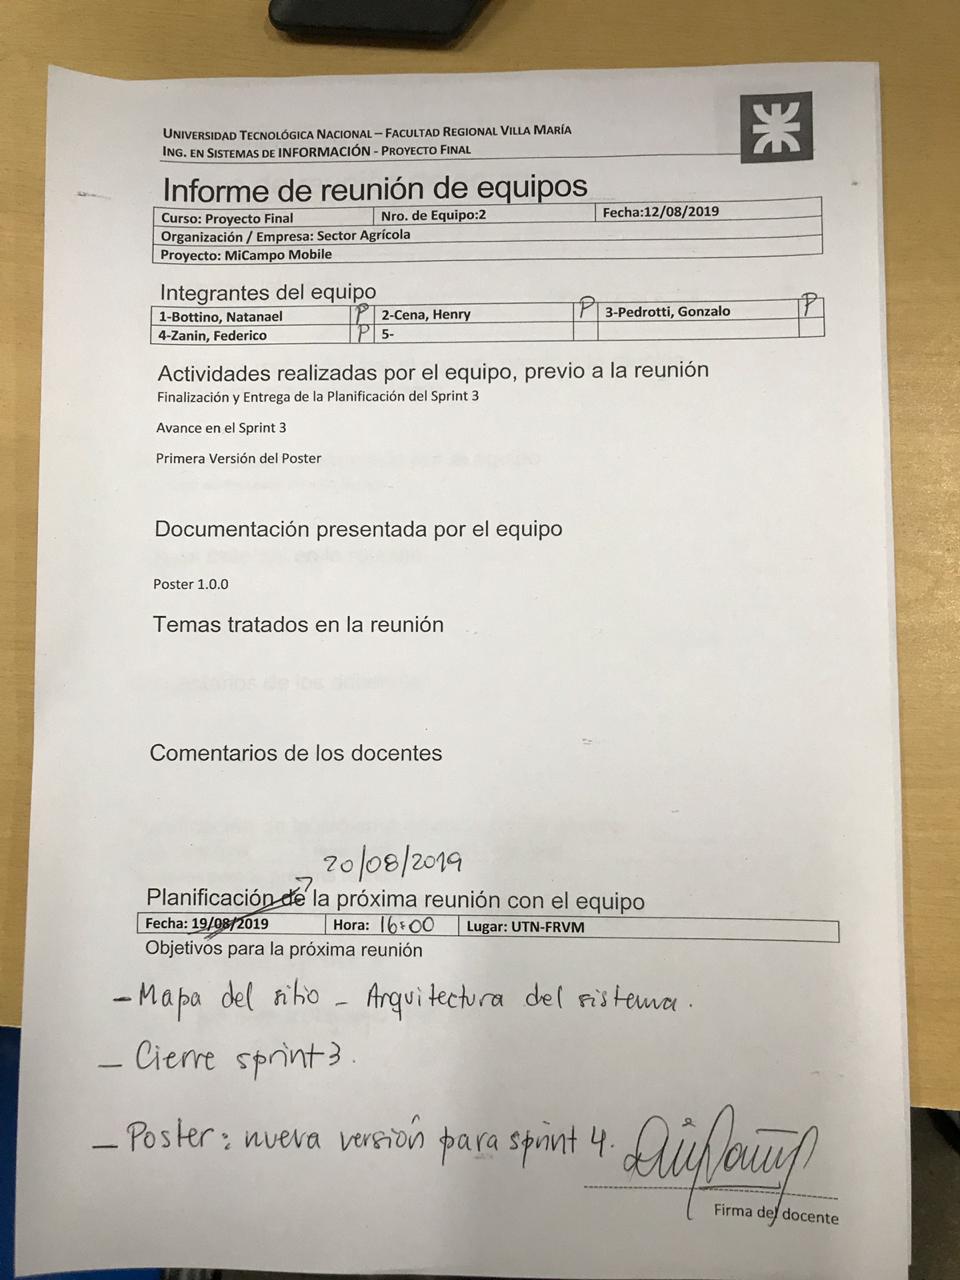 UNIVERSIDAD TECNOLÓGICA NACIONAL – FACULTAD REGIONAL VILLA MARÍA
ING. EN SISTEMAS DE INFORMACIÓN - PROYECTO FINAL
Informe de reunión de equipos
Curso: Proyecto Final Nro. de Equipo:2 Fecha:12/08/2019
Organización / Empresa: Sector Agrícola
Proyecto: MiCampo Mobile
Integrantes del equipo
1-Bottino, Natanael P 2-Cena, Henry P 3-Pedrotti, Gonzalo P
4-Zanin, Federico P 5-
Actividades realizadas por el equipo, previo a la reunión
Finalización y Entrega de la Planificación del Sprint 3
Avance en el Sprint 3
Primera Versión del Poster
Documentación presentada por el equipo
Poster 1.0.0
Temas tratados en la reunión
Comentarios de los docentes
20/08/2019
Planificación de la próxima reunión con el equipo
Fecha: 19/08/2019 Hora: 16:00 Lugar: UTN-FRVM
Objetivos para la próxima reunión
- Mapa del sitio - Arquitectura del sistema.
- Cierre sprint 3.
- Poster: nueva versión para sprint 4.
Firma del docente